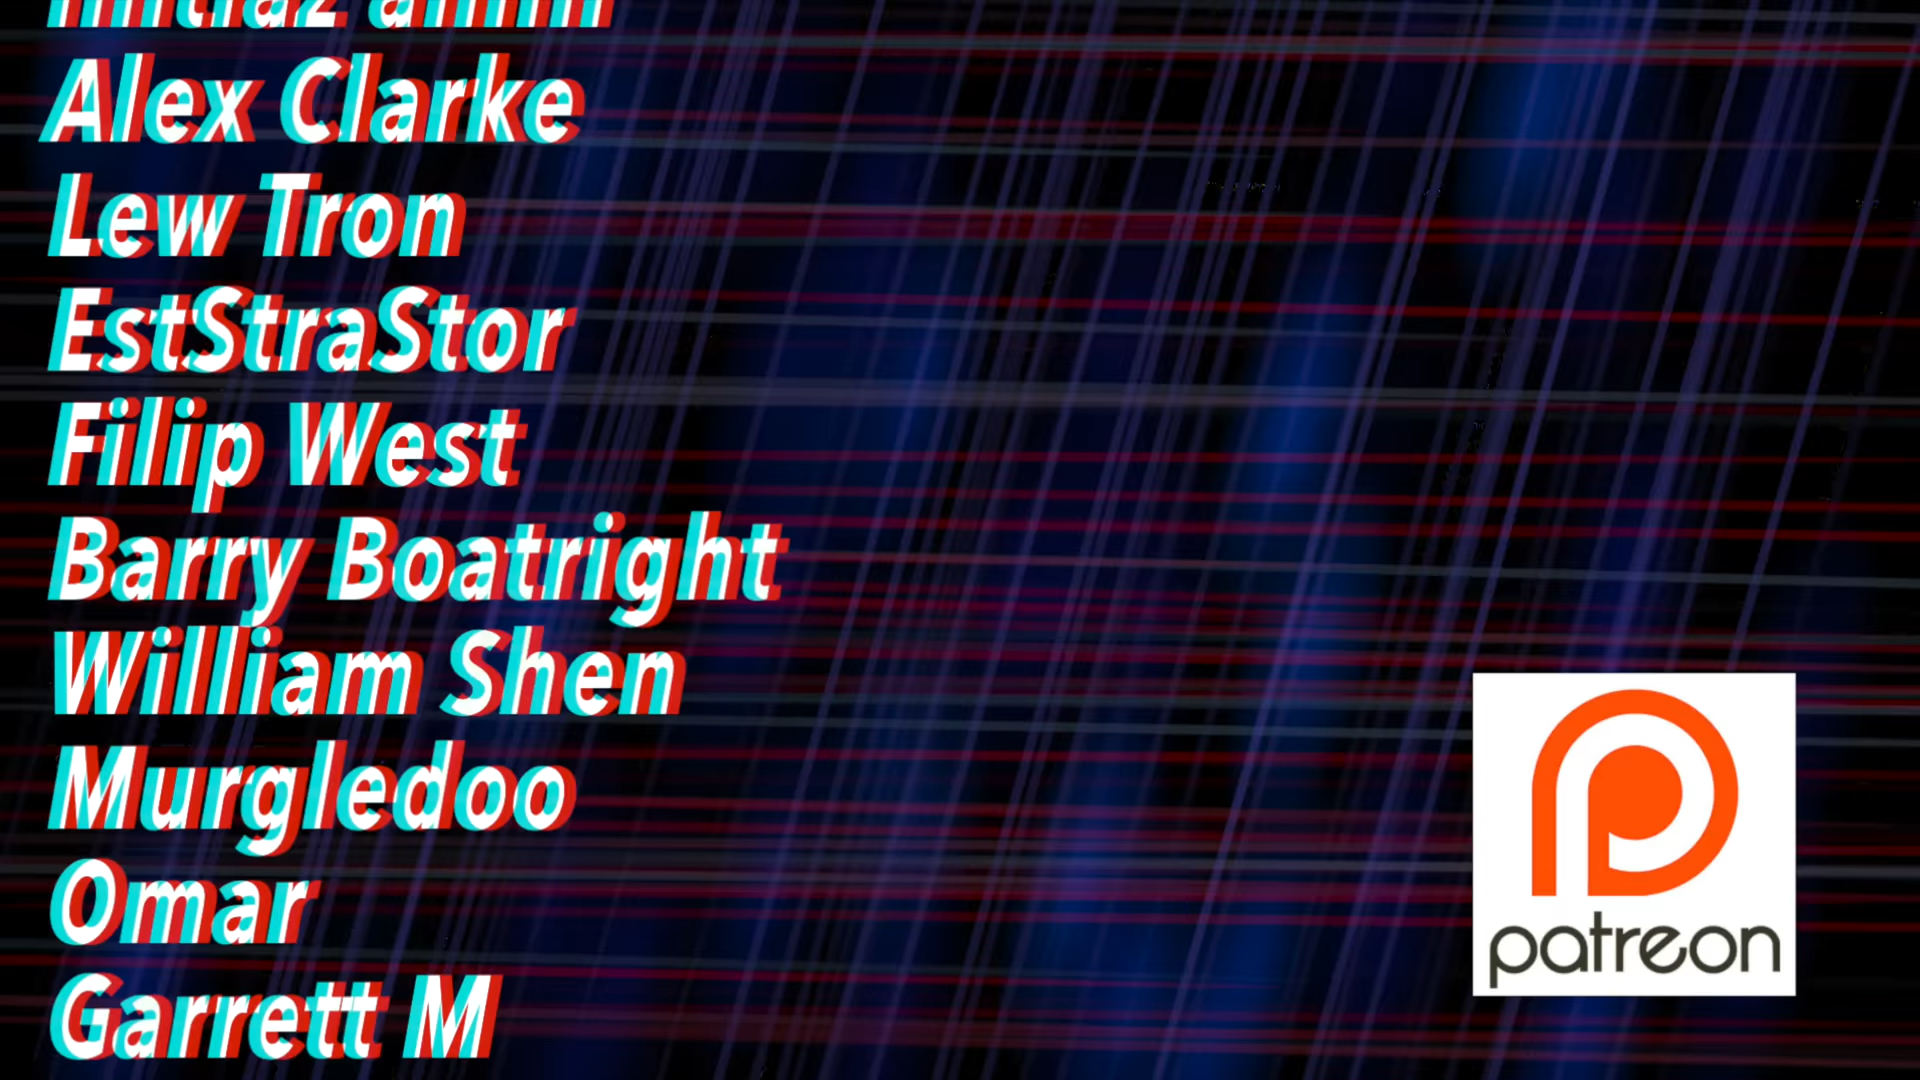 Alex Clarke
Lew Tron
EstStraStor
Filip West
Barry Boatright
William Shen
Murgledoo
Omar
Garrett M
patreon